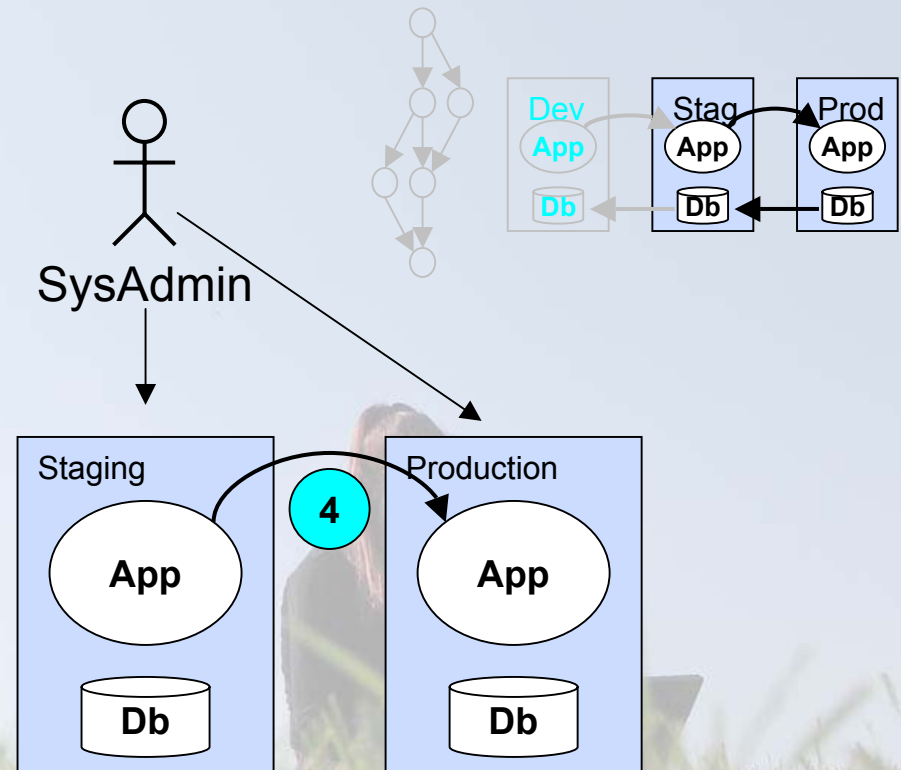 Dev
Stag
Prod
App
App
App
Db
Db
Db
SysAdmin
Staging
Production
4
App
App
Db
Db